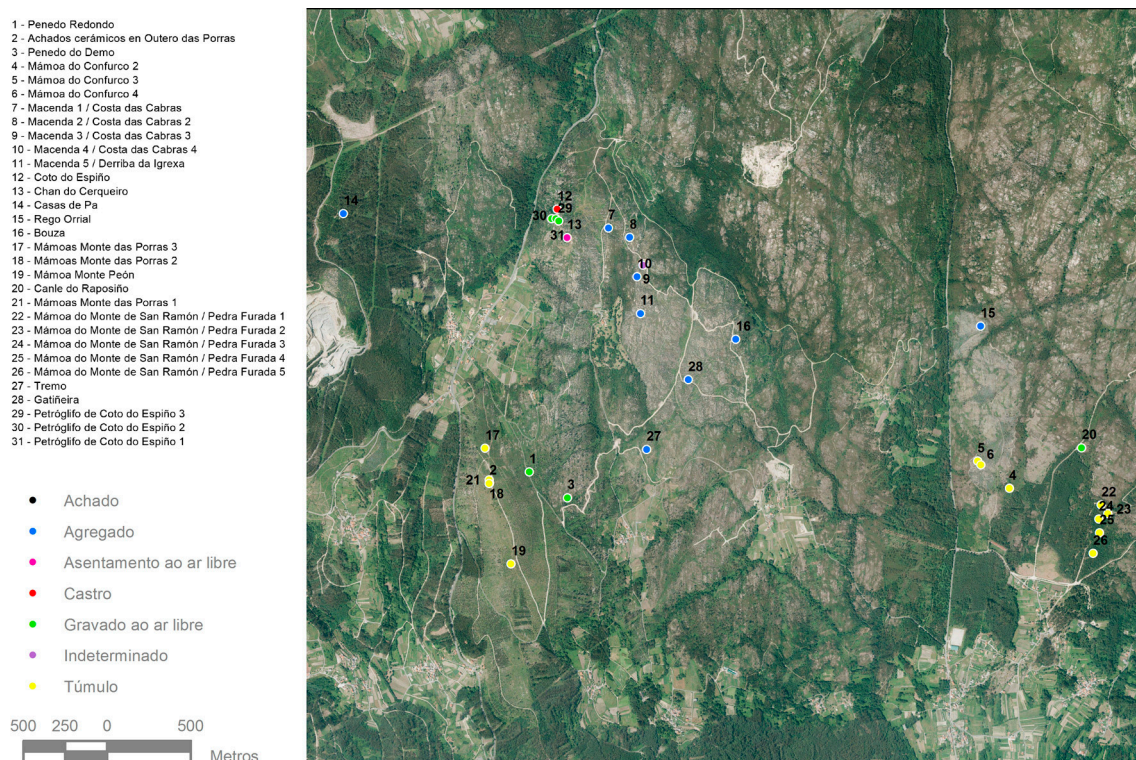 1 - Penedo Redondo
2 - Achados cerámicos en Outero das Porras
3 - Penedo do Demo
4 - Mámoa do Confurco 2
5 - Mámoa do Confurco 3
6 - Mámoa do Confurco 4
7 - Macenda 1 / Costa das Cabras
8 - Macenda 2 / Costa das Cabras 2
9 - Macenda 3 / Costa das Cabras 3
10 - Macenda 4 / Costa das Cabras 4
11 - Macenda 5 / Derriba da Igrexa
12 - Coto do Espiño
13 - Chan do Cerqueiro
14 - Casas de Pa
15 - Rego Orrial
16 - Bouza
17 - Mámoas Monte das Porras 3
18 - Mámoas Monte das Porras 2
19 - Mámoa Monte Peón
20 - Canle do Raposiño
21 - Mámoas Monte das Porras 1
22 - Mámoa do Monte de San Ramón / Pedra Furada 1
23 - Mámoa do Monte de San Ramón / Pedra Furada 2
24 - Mámoa do Monte de San Ramón / Pedra Furada 3
25 - Mámoa do Monte de San Ramón / Pedra Furada 4
26 - Mámoa do Monte de San Ramón / Pedra Furada 5
27 - Tremo
28 - Gatiñeira
29 - Petróglifo de Coto do Espiño 3
30 - Petróglifo de Coto do Espiño 2
31 - Petróglifo de Coto do Espiño 1
Achado
Agregado
Asentamento ao ar libre
Castro
Gravado ao ar libre
Indeterminado
Túmulo
500 250 0 500
Metros
14
12
29
30
13
31
7
8
10
9
11
16
15
28
27
17
2
21
18
1
3
19
5
6
4
20
22
24
23
25
26